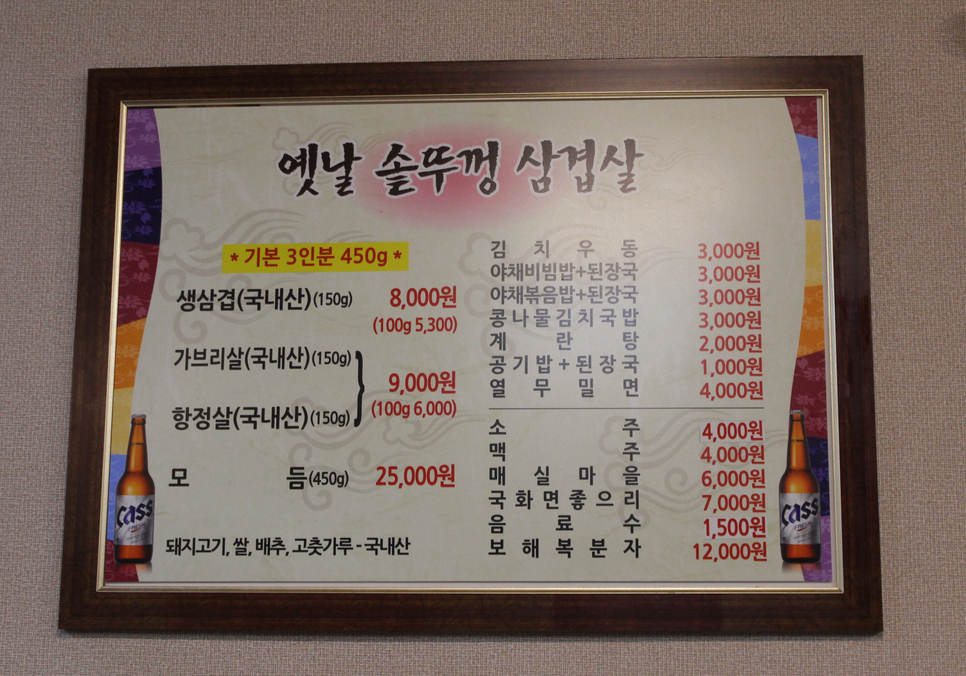 옛날 솥뚜껑 삼겹살
* 기본 3인분 450g *
생삼겹(국내산)(150g) 8,000원
(100g 5,300)
가브리살(국내산)(150g)
9,000원
(100g 6,000)
항정살(국내산)(150g)
모듬(450g) 25,000원
돼지고기, 쌀, 배추, 고춧가루 - 국내산
김치우동 3,000원
야채비빔밥+된장국 3,000원
야채볶음밥+된장국 3,000원
콩나물김치국밥 3,000원
계란탕 2,000원
공기밥+된장국 1,000원
열무밀면 4,000원
소주 4,000원
맥주 4,000원
매실마을 6,000원
국화면좋으리 7,000원
음료수 1,500원
보해복분자 12,000원
Cass
Cass